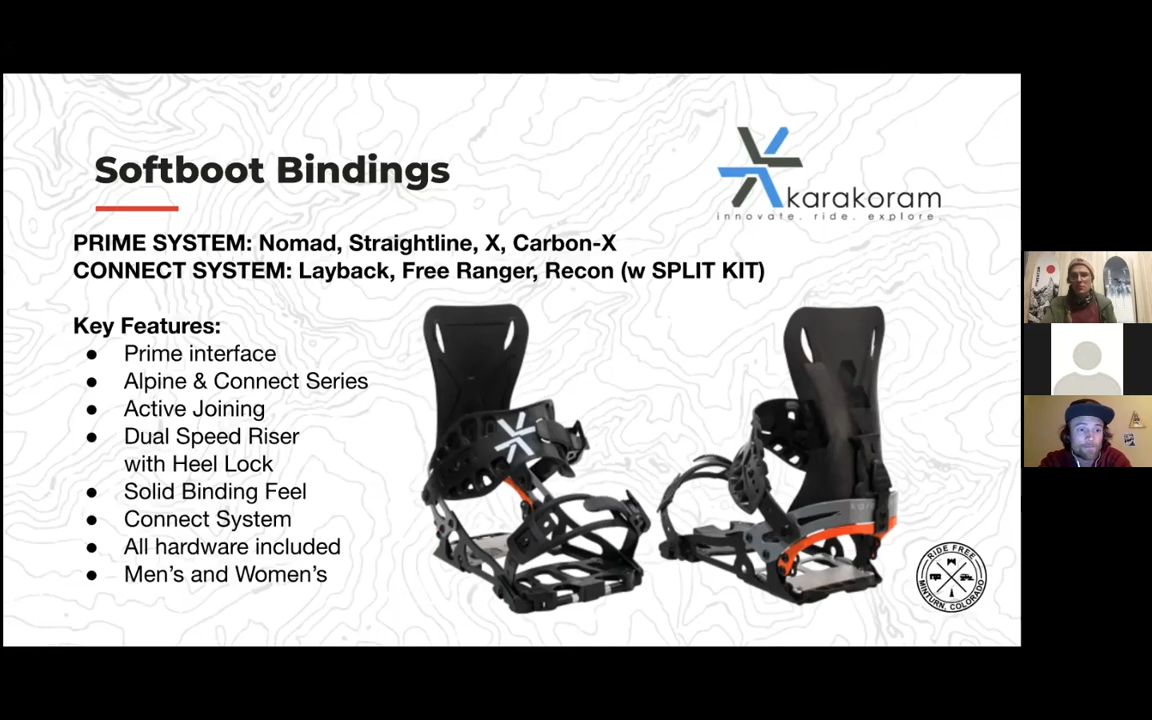 Softboot Bindings
karakoram
innovate. ride. explore.
PRIME SYSTEM: Nomad, Straightline, X, Carbon-X
CONNECT SYSTEM: Layback, Free Ranger, Recon (w SPLIT KIT)
Key Features:
● Prime interface
● Alpine & Connect Series
● Active Joining
● Dual Speed Riser
with Heel Lock
● Solid Binding Feel
● Connect System
● All hardware included
● Men’s and Women’s
RIDE FREE
MINTURN, COLORADO